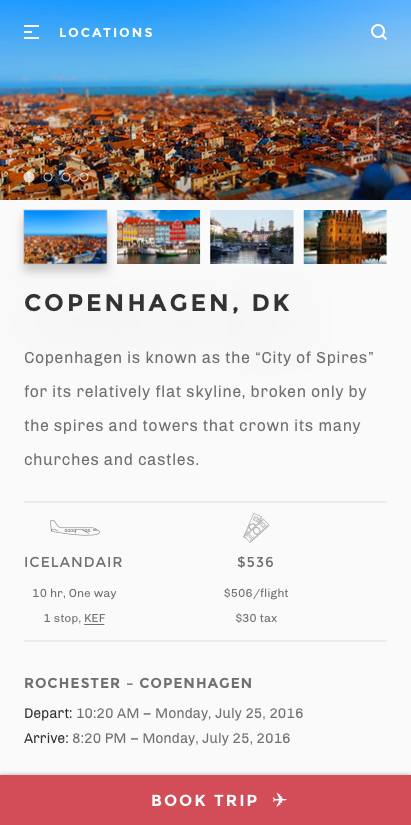 LOCATIONS
COPENHAGEN, DK
Copenhagen is known as the “City of Spires”
for its relatively flat skyline, broken only by
the spires and towers that crown its many
churches and castles.
ICELANDAIR
$536
10 hr, One way
$506/flight
1 stop, KEF
$30 tax
ROCHESTER – COPENHAGEN
Depart: 10:20 AM – Monday, July 25, 2016
Arrive: 8:20 PM – Monday, July 25, 2016
BOOK TRIP